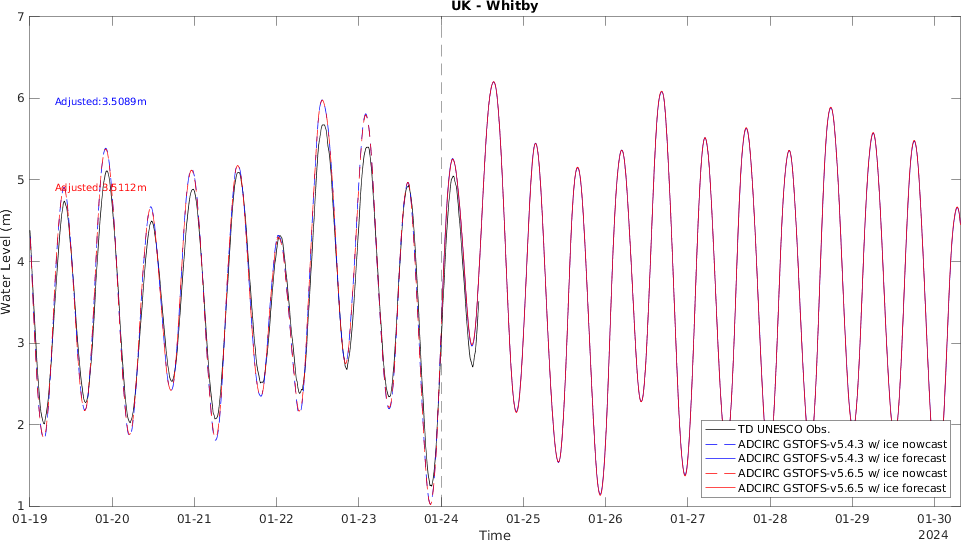 UK - Whitby
7
6
5
4
3
2
1
Water Level (m)
Adjusted:3.5089m
Adjusted:3.5112m
TD UNESCO Obs.
ADCIRC GSTOFS-v5.4.3 w/ ice nowcast
ADCIRC GSTOFS-v5.4.3 w/ ice forecast
ADCIRC GSTOFS-v5.6.5 w/ ice nowcast
ADCIRC GSTOFS-v5.6.5 w/ ice forecast
01-19 01-20 01-21 01-22 01-23 01-24 01-25 01-26 01-27 01-28 01-29 01-30
Time
2024